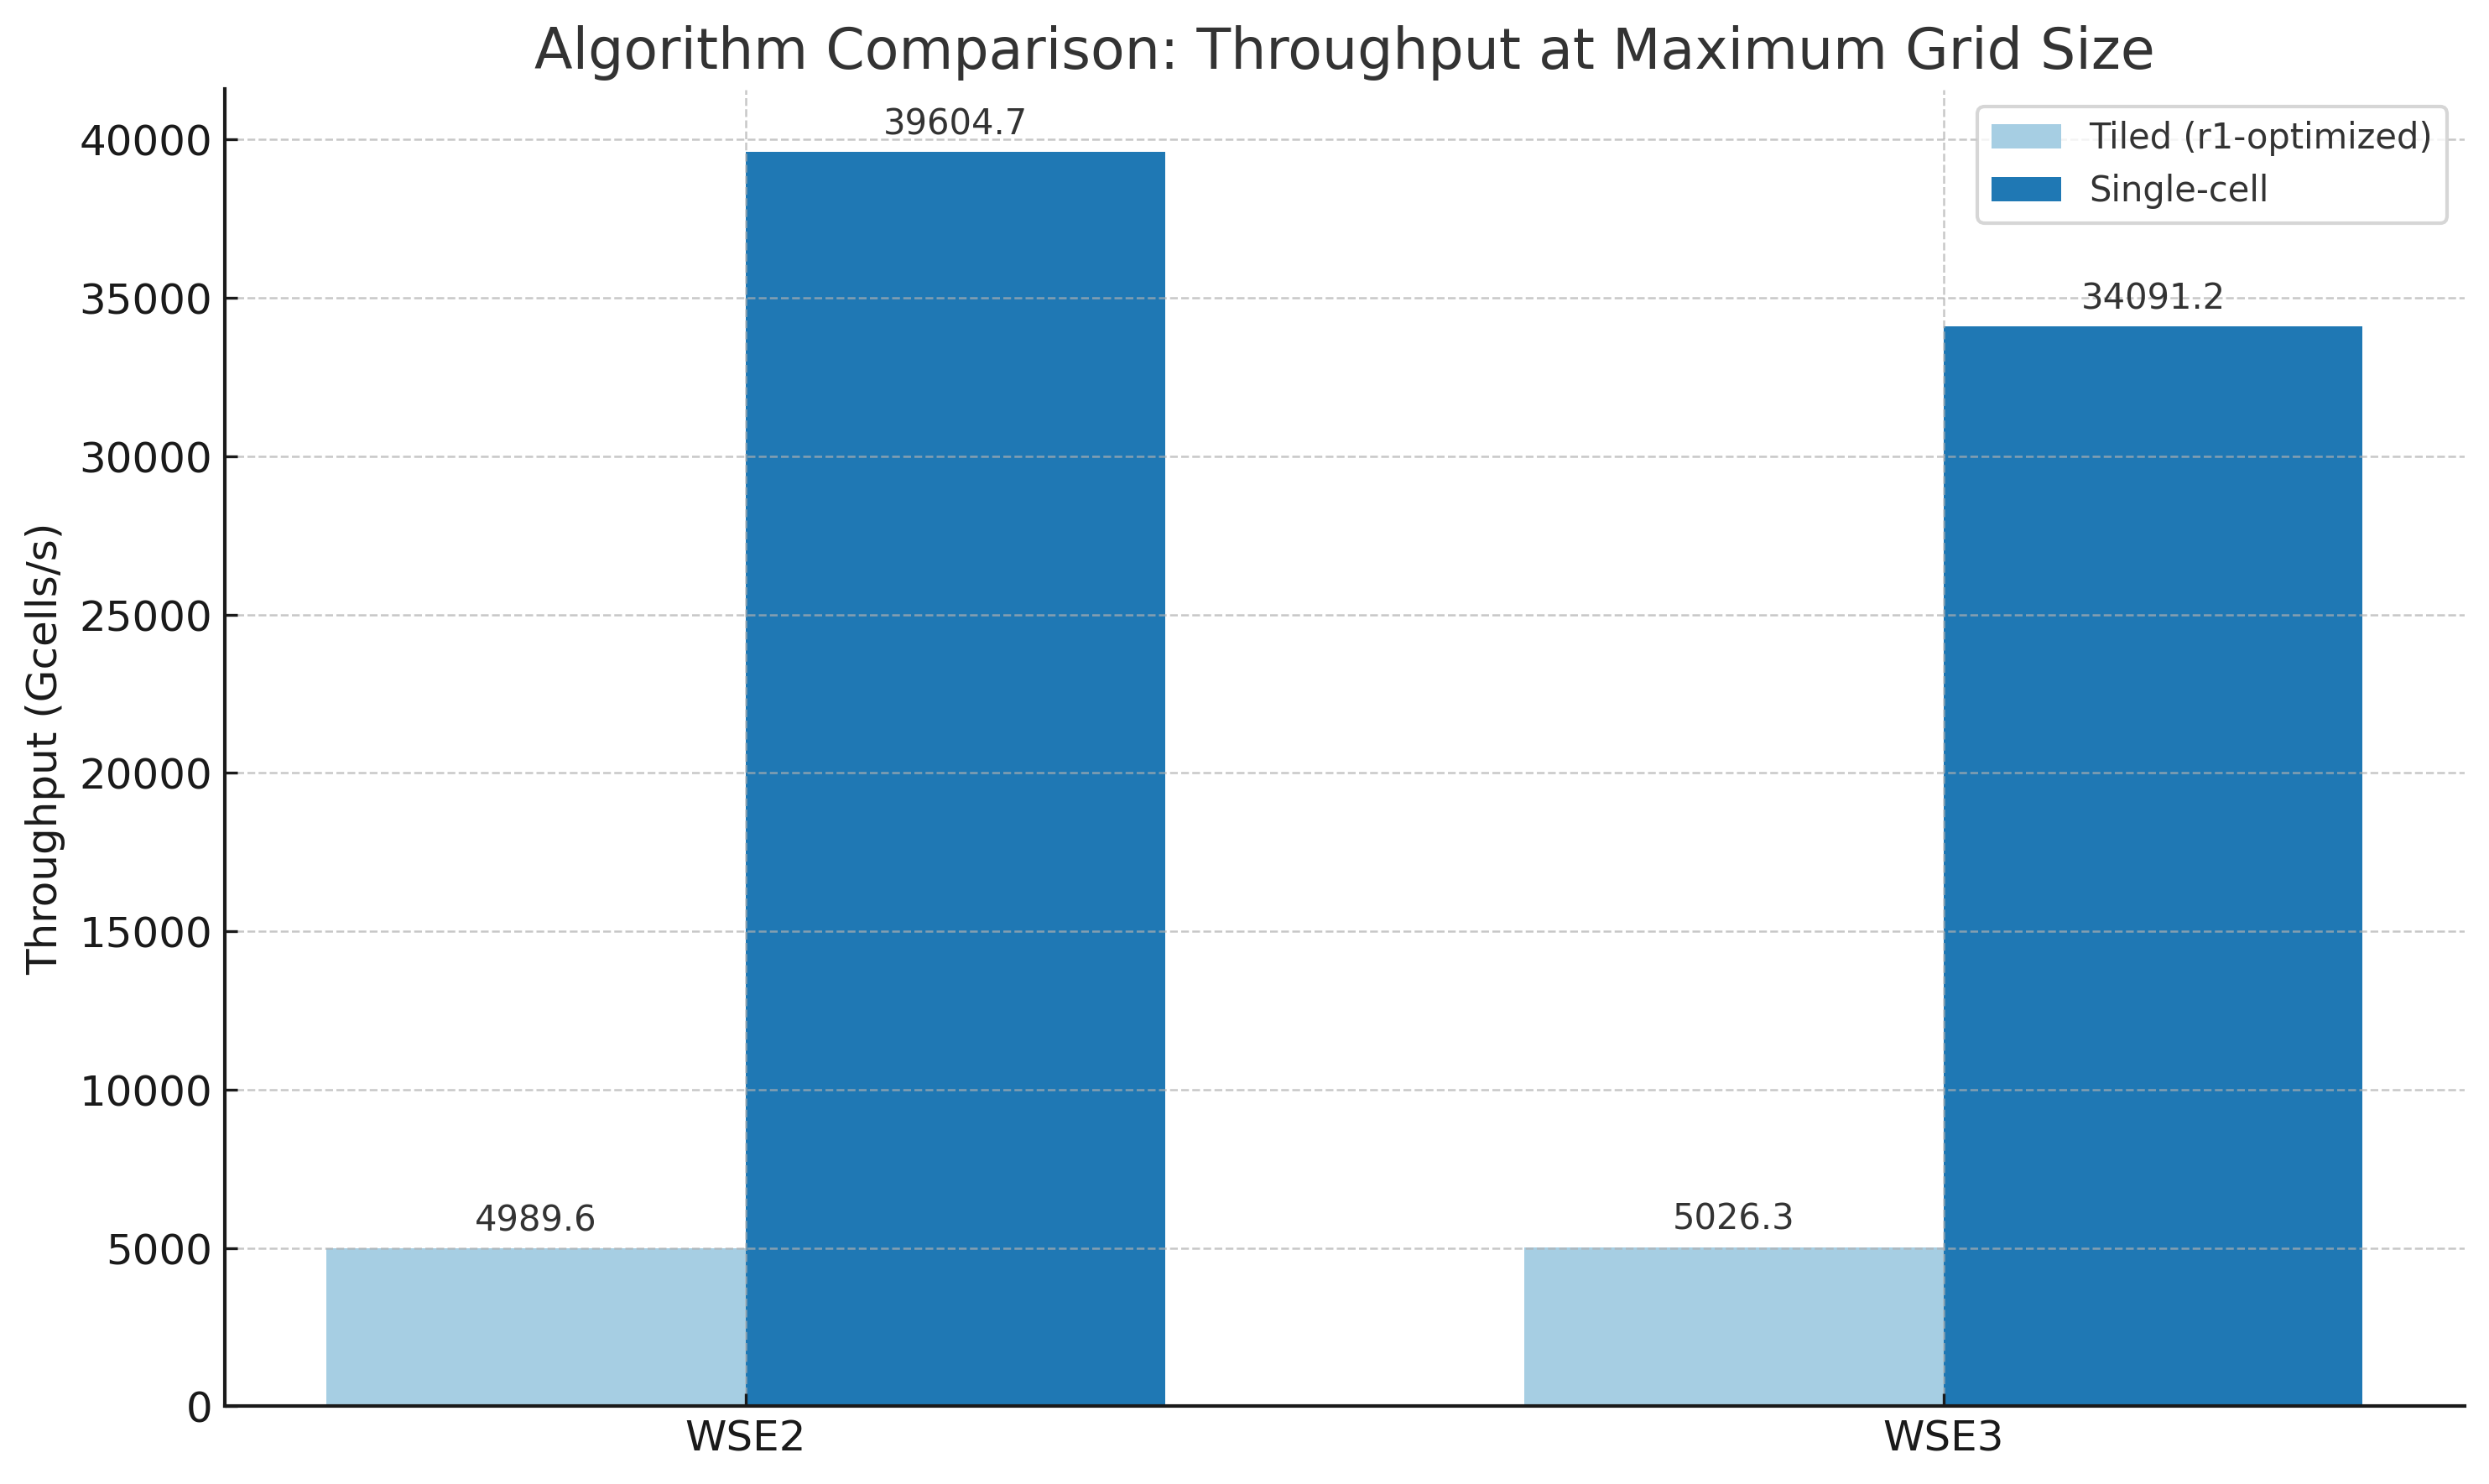 Algorithm Comparison: Throughput at Maximum Grid Size
Tiled (r1-optimized)
Single-cell
Throughput (Gcells/s)
40000
35000
30000
25000
20000
15000
10000
5000
0
39604.7
34091.2
4989.6
5026.3
WSE2
WSE3